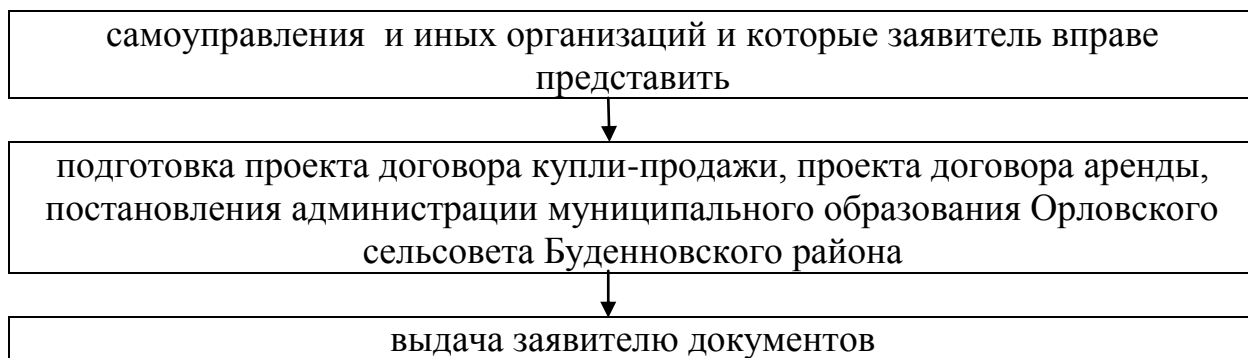 самоуправления и иных организаций и которые заявитель вправе
представить
подготовка проекта договора купли-продажи, проекта договора аренды,
постановления администрации муниципального образования Орловского
сельсовета Буденновского района
выдача заявителю документов